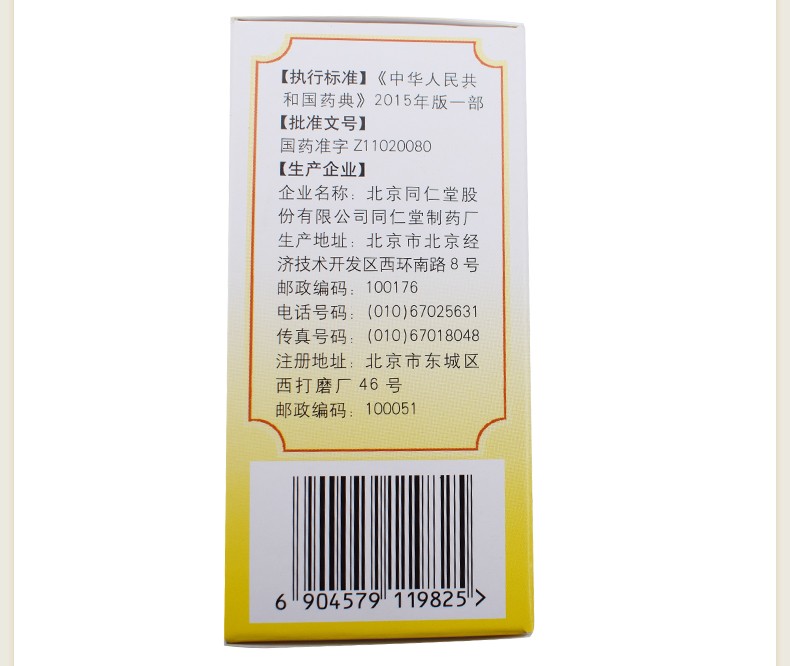 【执行标准】《中华人民共
和国药典》2015年版一部
【批准文号】
国药准字 Z11020080
【生产企业】
企业名称：北京同仁堂股
份有限公司同仁堂制药厂
生产地址：北京市北京经
济技术开发区西环南路 8 号
邮政编码：100176
电话号码：(010)67025631
传真号码：(010)67018048
注册地址：北京市东城区
西打磨厂 46 号
邮政编码：100051
6 904579 119825 >